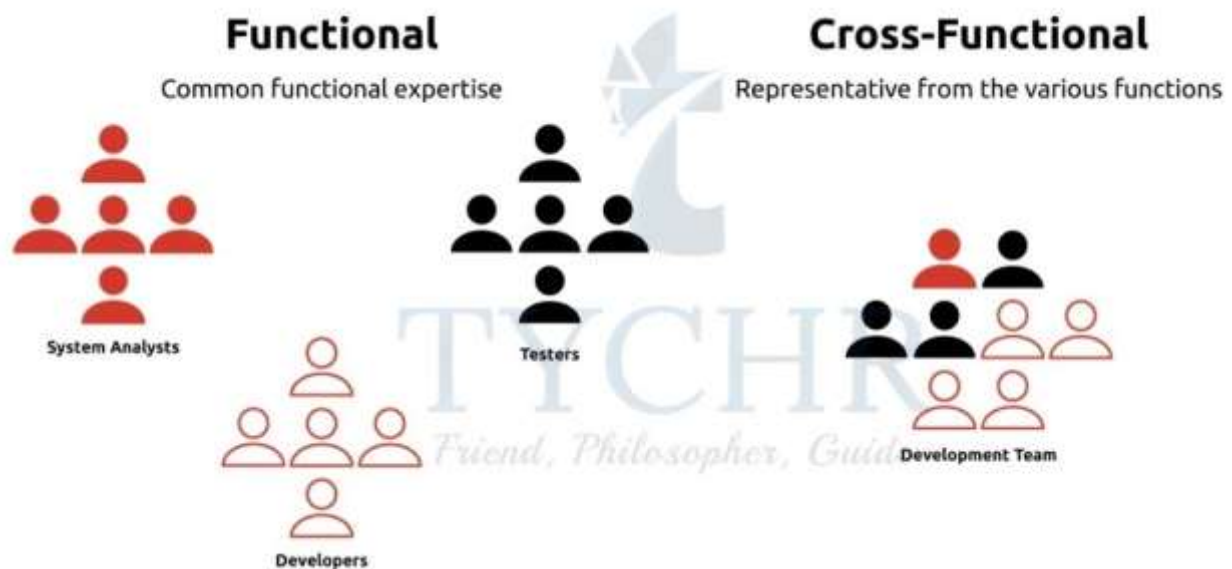 Functional
Common functional expertise
Cross-Functional
Representative from the various functions
System Analysts
Testers
Developers
Development Team
TYCHR
Friend, Philosopher, Guide